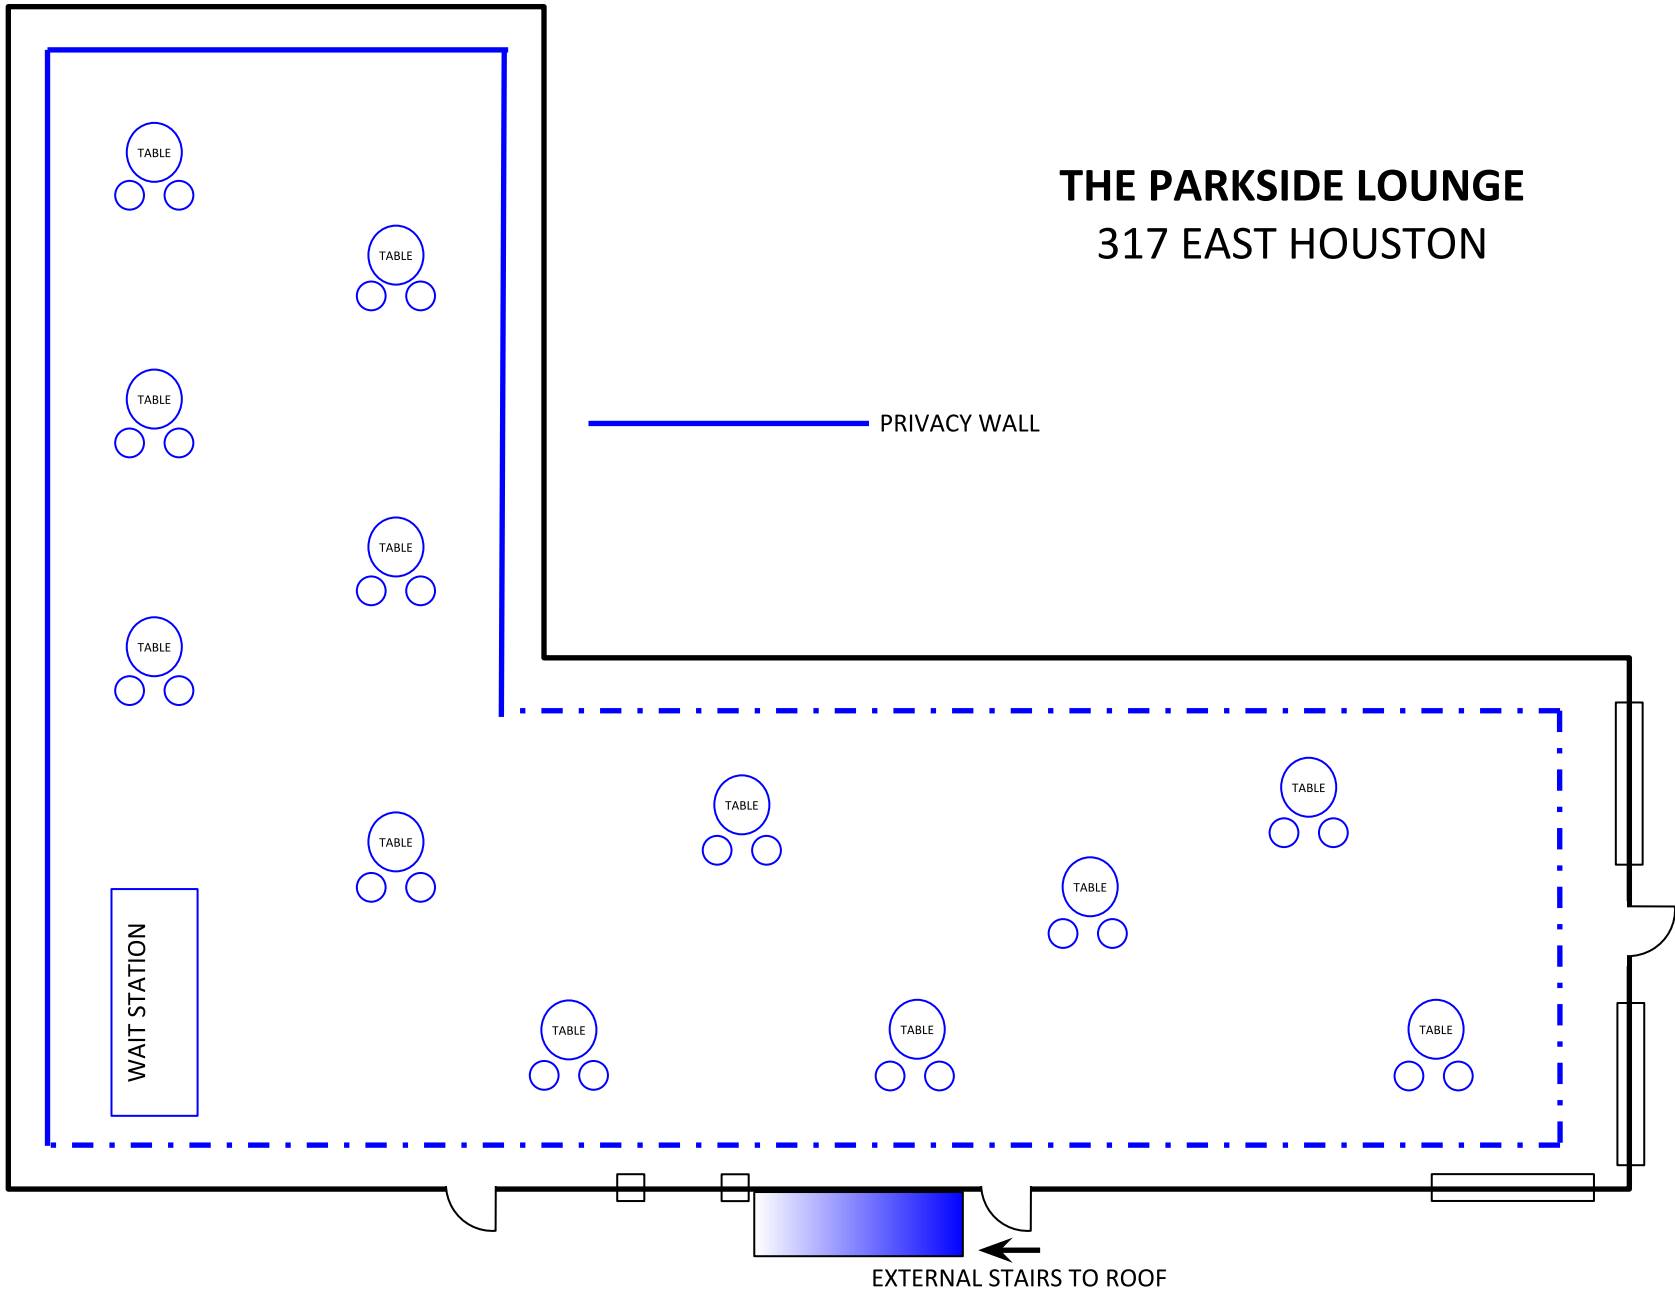 THE PARKSIDE LOUNGE
317 EAST HOUSTON
TABLE
TABLE
TABLE
PRIVACY WALL
TABLE
TABLE
TABLE
TABLE
TABLE
TABLE
WAIT STATION
TABLE
TABLE
TABLE
EXTERNAL STAIRS TO ROOF